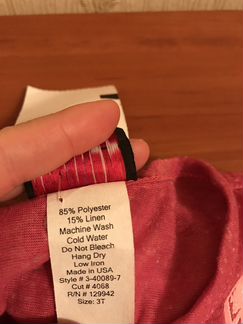 85% Polyester
15% Linen
Machine Wash
Cold Water
Do Not Bleach
Hang Dry
Low Iron
Made in USA
Style # 3-40089-7
Cut # 4068
R/N # 129942
Size: 3T